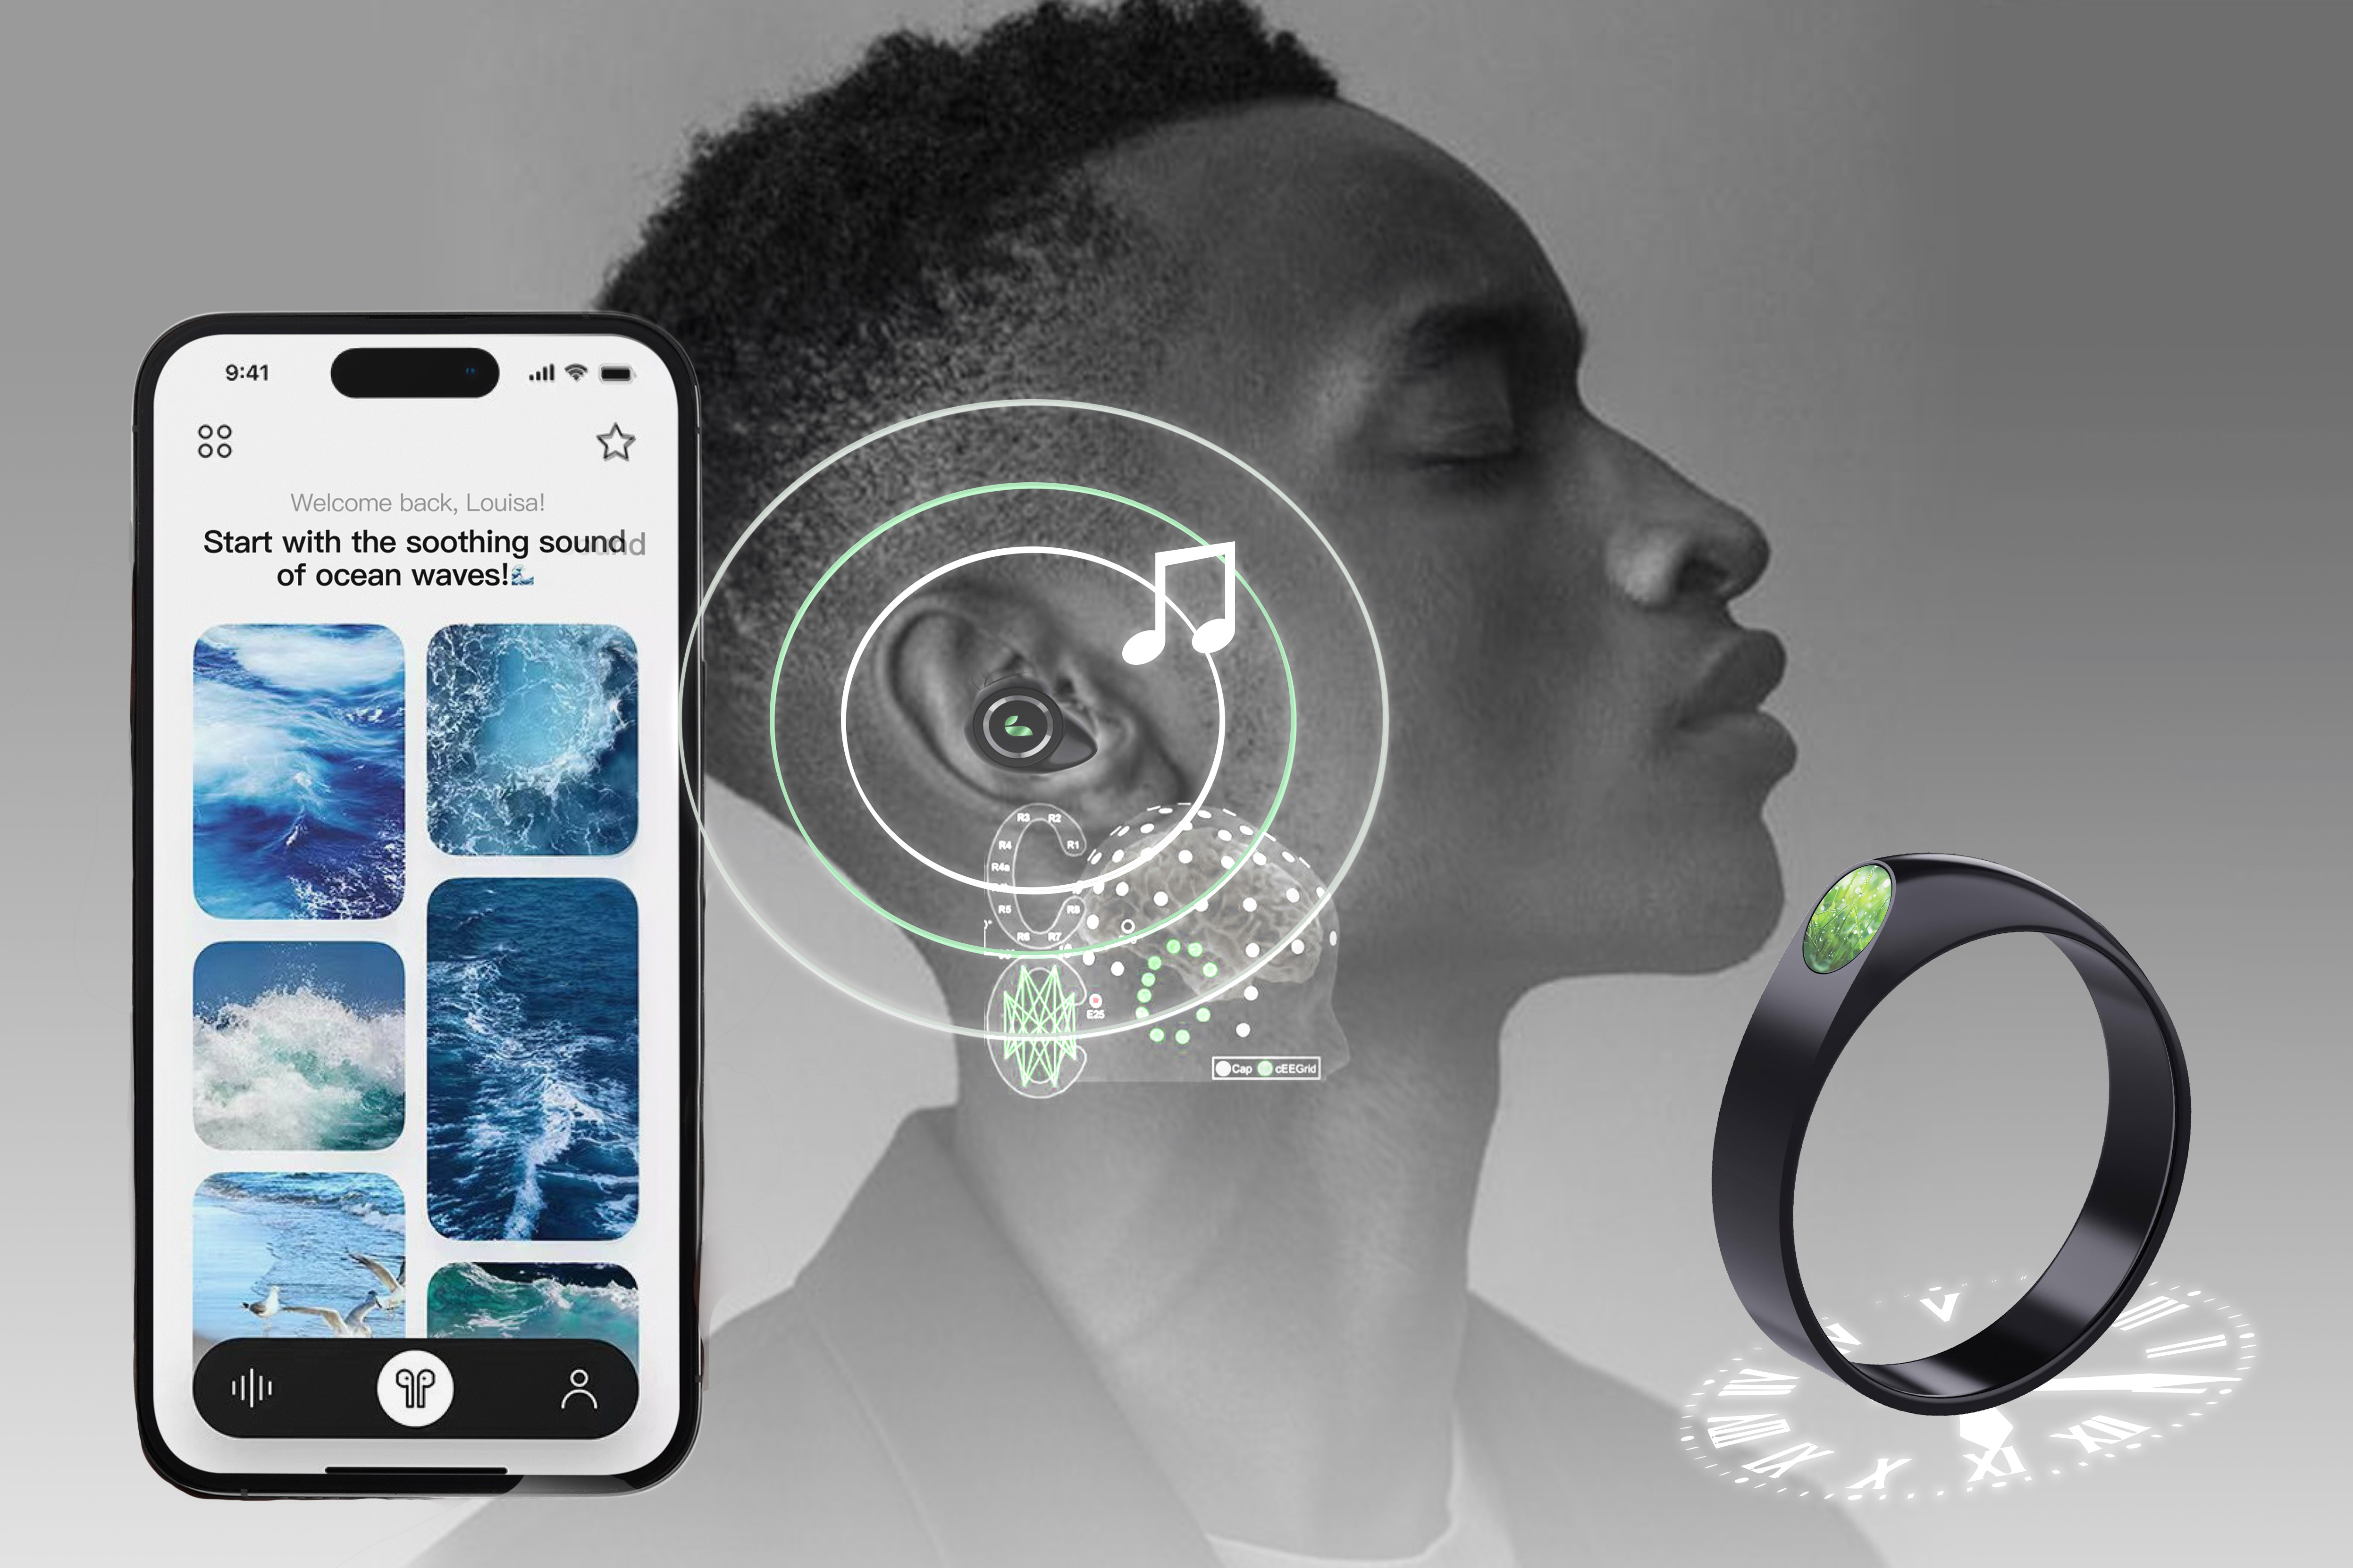 9:41
Welcome back, Louisa!
Start with the soothing sound
of ocean waves!🌊
R3 R2
R4 R1
R4a
R5 R8
R6 R7
E25
Cap cEEGrid
V
X
XI
XII